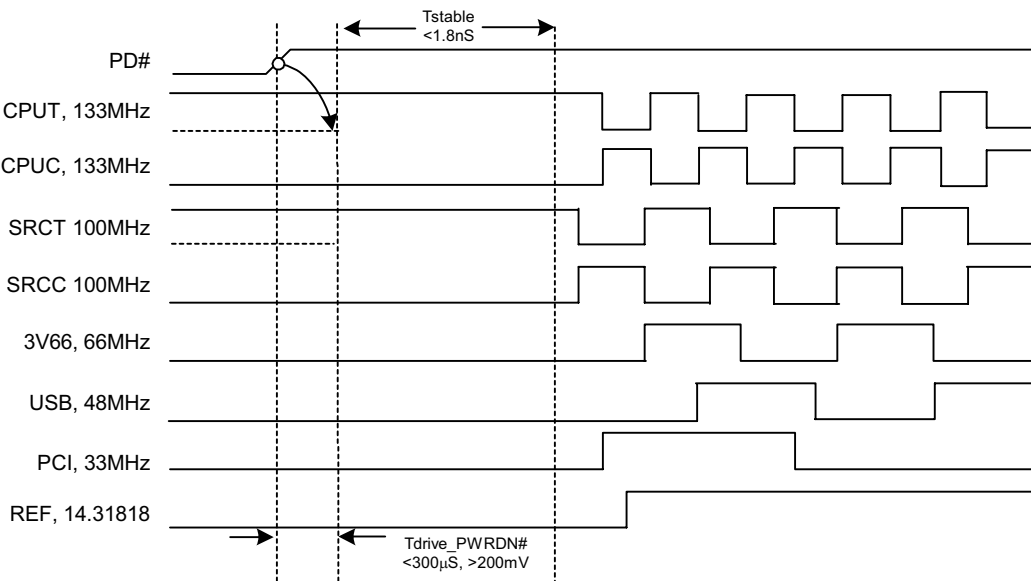 Tstable
<1.8nS
PD#
CPUT, 133MHz
CPUC, 133MHz
SRCT 100MHz
SRCC 100MHz
3V66, 66MHz
USB, 48MHz
PCI, 33MHz
REF, 14.31818
Tdrive_PWRDN#
<300μS, >200mV